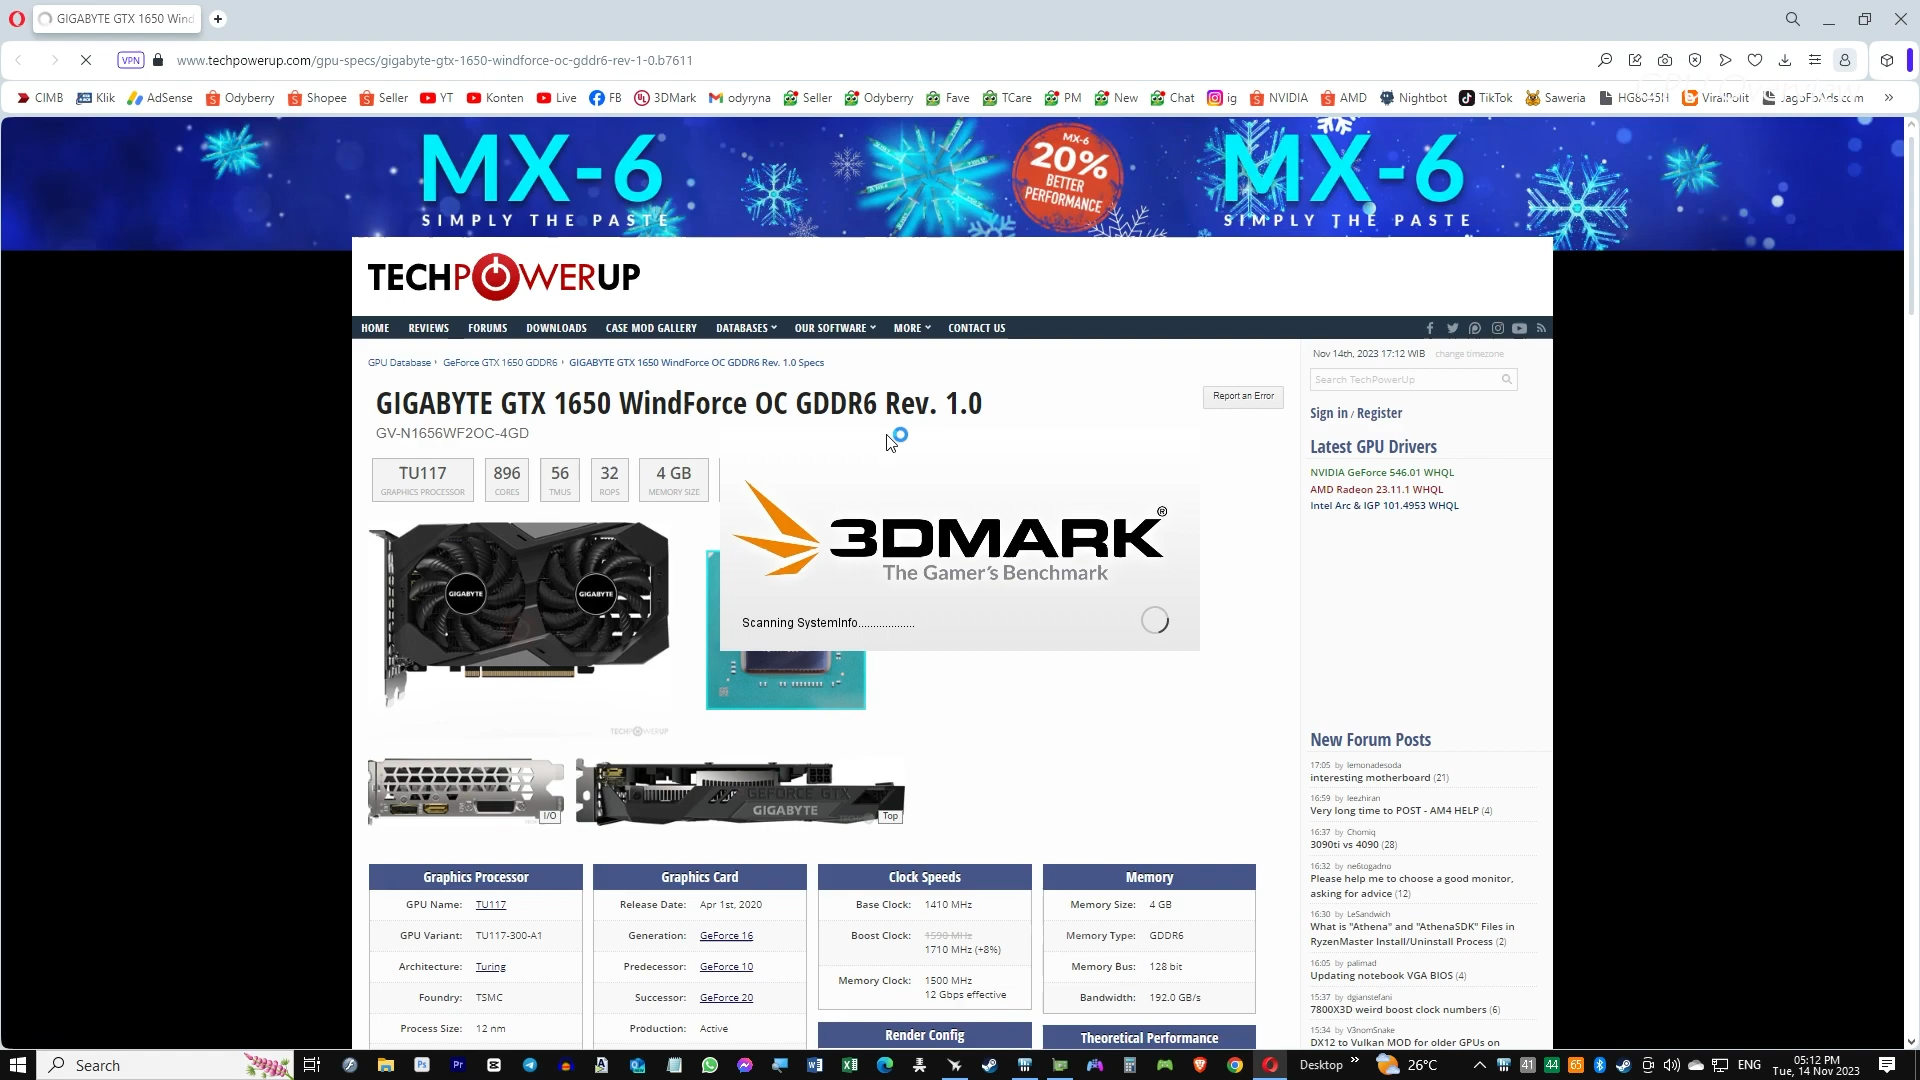 GIGABYTE GTX 1650 Wind
VPN
www.techpowerup.com/gpu-specs/gigabyte-gtx-1650-windforce-oc-gddr6-rev-1-0.b7611
CIMB Klik AdSense Odyberry Shopee Seller YT Konten Live FB 3DMark odyryna Seller Odyberry Fave TCare PM New Chat ig NVIDIA AMD Nightbot TikTok Saweria HG8045H ViralPolit JagoFbAds.com
MX-6
SIMPLY THE PASTE
MX-6
20%
BETTER
PERFORMANCE
MX-6
SIMPLY THE PASTE
TECHPOWERUP
HOME REVIEWS FORUMS DOWNLOADS CASE MOD GALLERY DATABASES OUR SOFTWARE MORE CONTACT US
GPU Database GeForce GTX 1650 GDDR6 GIGABYTE GTX 1650 WindForce OC GDDR6 Rev. 1.0 Specs
GIGABYTE GTX 1650 WindForce OC GDDR6 Rev. 1.0
GV-N1656WF2OC-4GD
Report an Error
TU117
GRAPHICS PROCESSOR
896
CORES
56
TMUS
32
ROPS
4 GB
MEMORY SIZE
3DMARK®
The Gamer's Benchmark
Scanning SystemInfo...................
GIGABYTE
GIGABYTE
TECHPOWERUP
I/O
GEFORCE GTX
GIGABYTE
Top
Graphics Processor
GPU Name: TU117
GPU Variant: TU117-300-A1
Architecture: Turing
Foundry: TSMC
Process Size: 12 nm
Graphics Card
Release Date: Apr 1st, 2020
Generation: GeForce 16
Predecessor: GeForce 10
Successor: GeForce 20
Production: Active
Clock Speeds
Base Clock: 1410 MHz
Boost Clock: 1590 MHz
1710 MHz (+8%)
Memory Clock: 1500 MHz
12 Gbps effective
Render Config
Memory
Memory Size: 4 GB
Memory Type: GDDR6
Memory Bus: 128 bit
Bandwidth: 192.0 GB/s
Theoretical Performance
Nov 14th, 2023 17:12 WIB change timezone
Search TechPowerUp
Sign in / Register
Latest GPU Drivers
NVIDIA GeForce 546.01 WHQL
AMD Radeon 23.11.1 WHQL
Intel Arc & IGP 101.4953 WHQL
New Forum Posts
17:05 by lemonadesoda
interesting motherboard (21)
16:59 by leezhiran
Very long time to POST - AM4 HELP (4)
16:37 by Chomiq
3090ti vs 4090 (28)
16:32 by ne6togadno
Please help me to choose a good monitor,
asking for advice (12)
16:30 by LeSandwich
What is "Athena" and "AthenaSDK" Files in
RyzenMaster Install/Uninstall Process (2)
16:05 by palimad
Updating notebook VGA BIOS (4)
15:37 by dgianstefani
7800X3D weird boost clock numbers (6)
15:34 by V3nomSnake
DX12 to Vulkan MOD for older GPUs on
Search
Desktop
26°C
41 44 65
ENG
05:12 PM
Tue, 14 Nov 2023